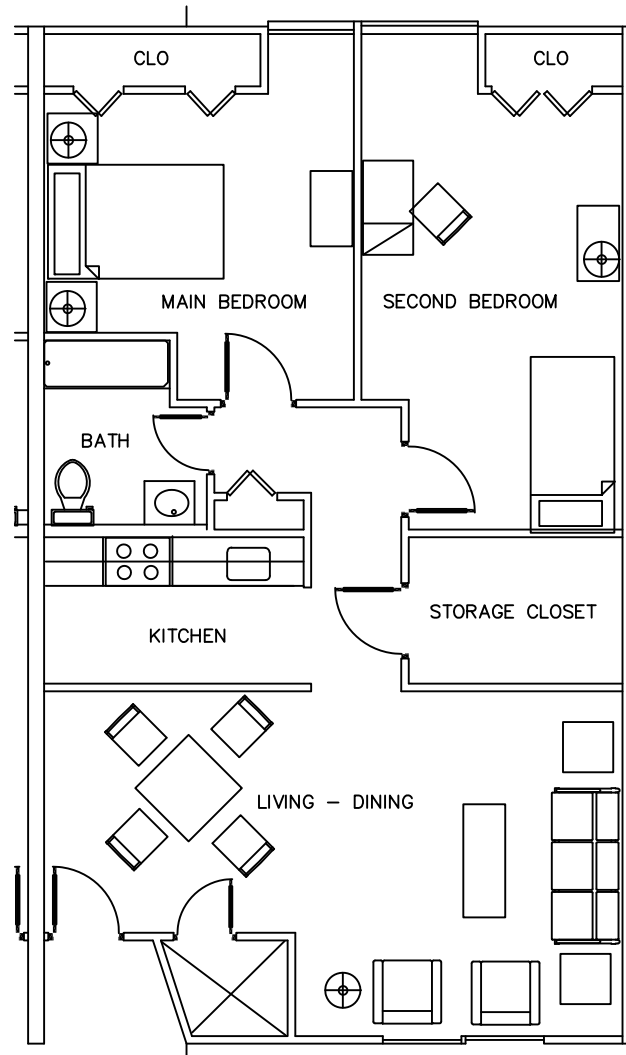 CLO
CLO
MAIN BEDROOM
SECOND BEDROOM
BATH
STORAGE CLOSET
KITCHEN
LIVING – DINING